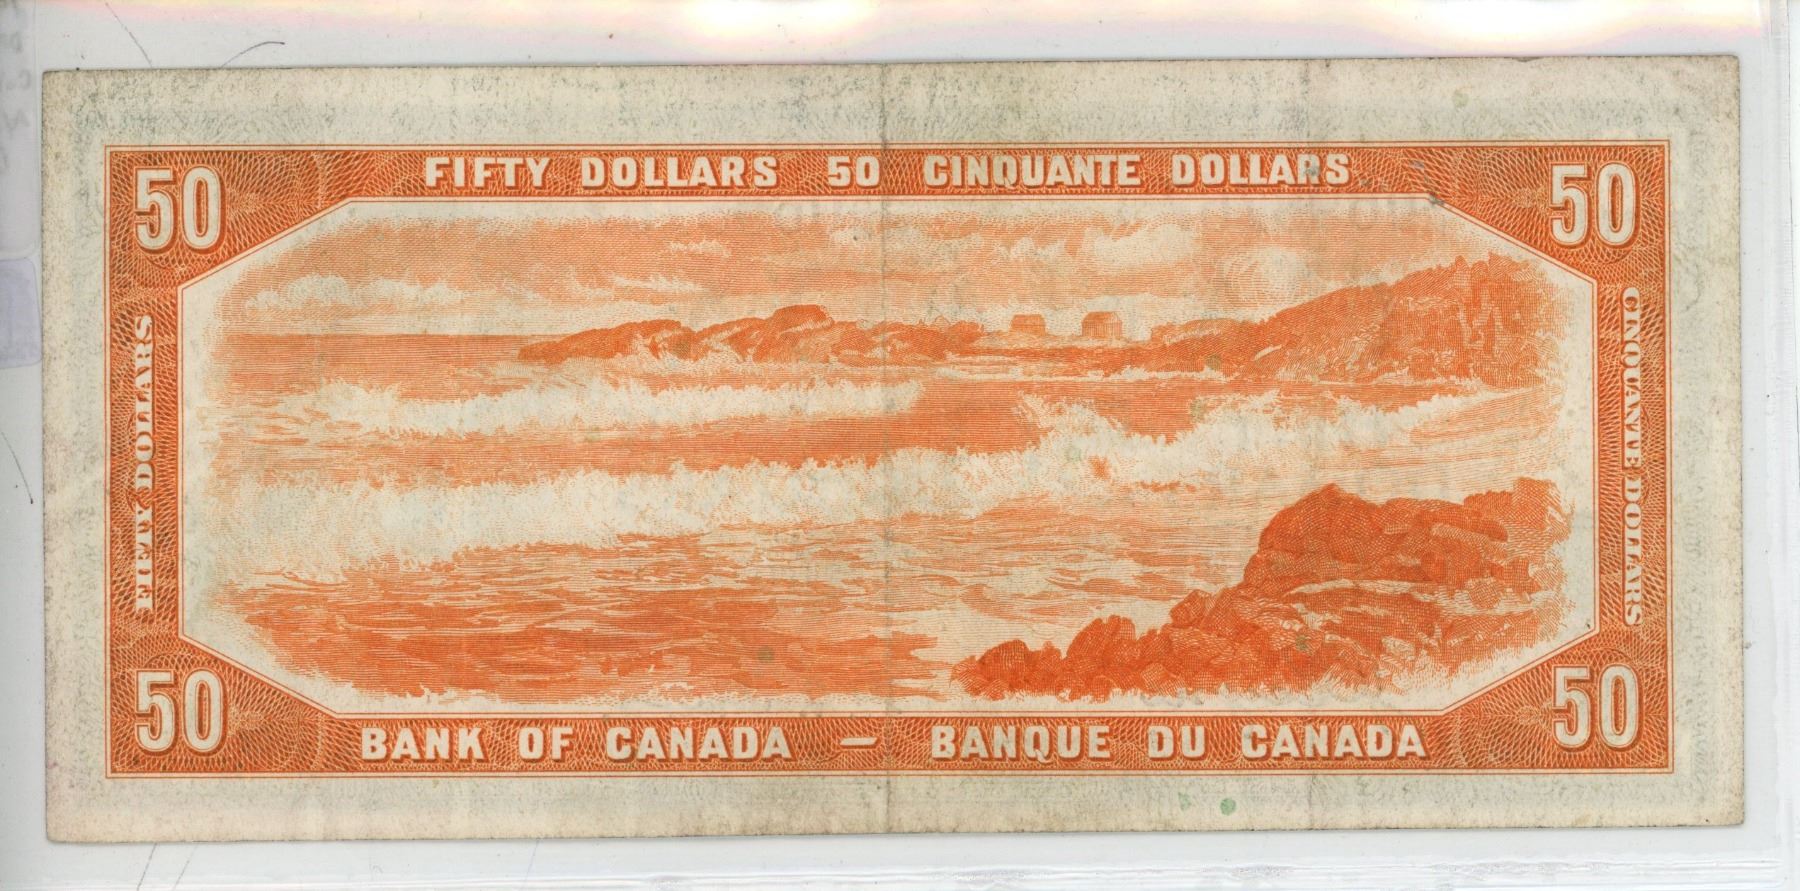 50 FIFTY DOLLARS 50 CINQUANTE DOLLARS 50
FIFTY DOLLARS
CINQUANTE DOLLARS
50 BANK OF CANADA — BANQUE DU CANADA 50